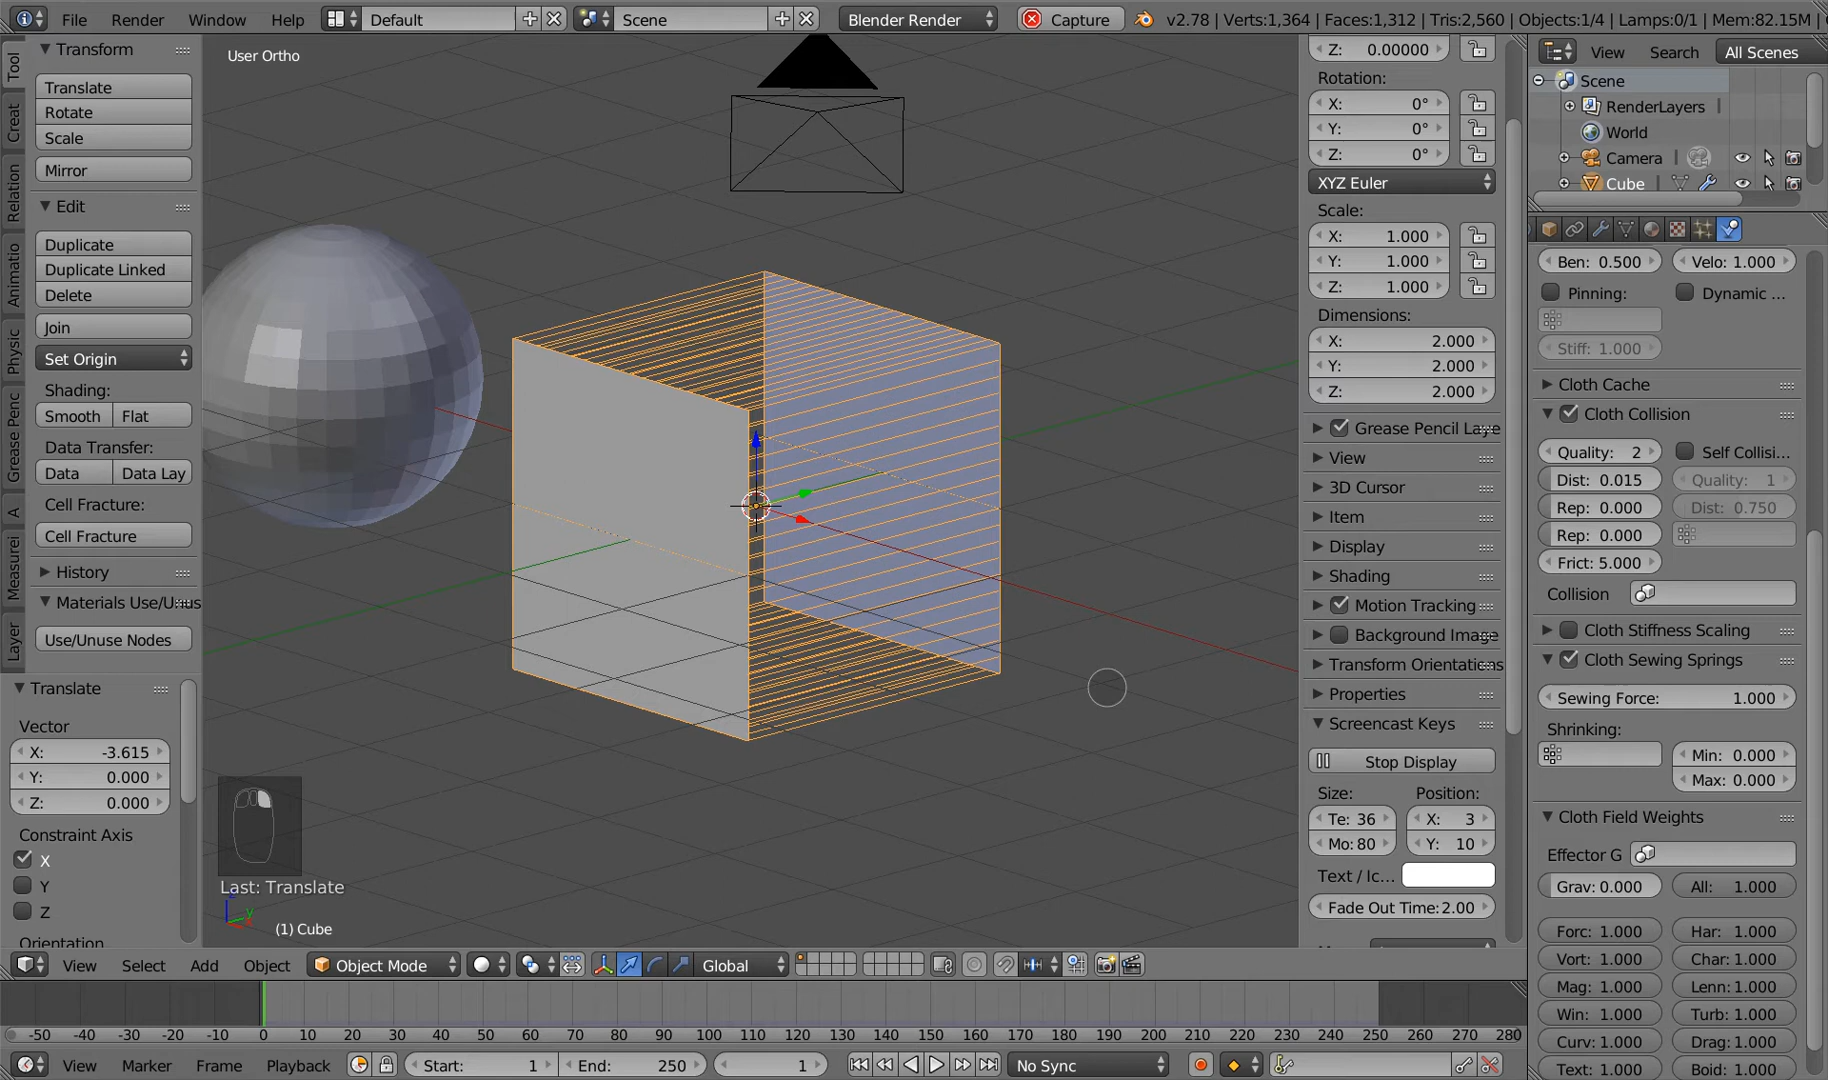 File Render Window Help Default Scene Blender Render Capture v2.78 | Verts:1,364 | Faces:1,312 | Tris:2,560 | Objects:1/4 | Lamps:0/1 | Mem:82.15M |
Tool
Creat
Relation
Animatio
Physic
Grease Penc
A
Measurei
Layer
Transform
Translate
Rotate
Scale
Mirror
Edit
Duplicate
Duplicate Linked
Delete
Join
Set Origin
Shading:
Smooth Flat
Data Transfer:
Data Data Lay
Cell Fracture:
Cell Fracture
History
Materials Use/Unus
Use/Unuse Nodes
Translate
Vector
X: -3.615
Y: 0.000
Z: 0.000
Constraint Axis
X
Y
Z
Orientation
User Ortho
Last: Translate
z
y
(1) Cube
Z: 0.00000
Rotation:
X: 0°
Y: 0°
Z: 0°
XYZ Euler
Scale:
X: 1.000
Y: 1.000
Z: 1.000
Dimensions:
X: 2.000
Y: 2.000
Z: 2.000
Grease Pencil Laye
View
3D Cursor
Item
Display
Shading
Motion Tracking
Background Image
Transform Orientations
Properties
Screencast Keys
Stop Display
Size: Position:
Te: 36 X: 3
Mo: 80 Y: 10
Text / Ic...
Fade Out Time: 2.00
View Search All Scenes
Scene
RenderLayers
World
Camera
Cube
Ben: 0.500 Velo: 1.000
Pinning: Dynamic ...
Stiff: 1.000
Cloth Cache
Cloth Collision
Quality: 2 Self Collisi...
Dist: 0.015 Quality: 1
Rep: 0.000 Dist: 0.750
Rep: 0.000
Frict: 5.000
Collision
Cloth Stiffness Scaling
Cloth Sewing Springs
Sewing Force: 1.000
Shrinking:
Min: 0.000
Max: 0.000
Cloth Field Weights
Effector G
Grav: 0.000 All: 1.000
Forc: 1.000 Har: 1.000
Vort: 1.000 Char: 1.000
Mag: 1.000 Lenn: 1.000
Win: 1.000 Turb: 1.000
Curv: 1.000 Drag: 1.000
Text: 1.000 Boid: 1.000
View Select Add Object Object Mode Global
-50 -40 -30 -20 -10 0 10 20 30 40 50 60 70 80 90 100 110 120 130 140 150 160 170 180 190 200 210 220 230 240 250 260 270 280
View Marker Frame Playback Start: 1 End: 250 1 No Sync